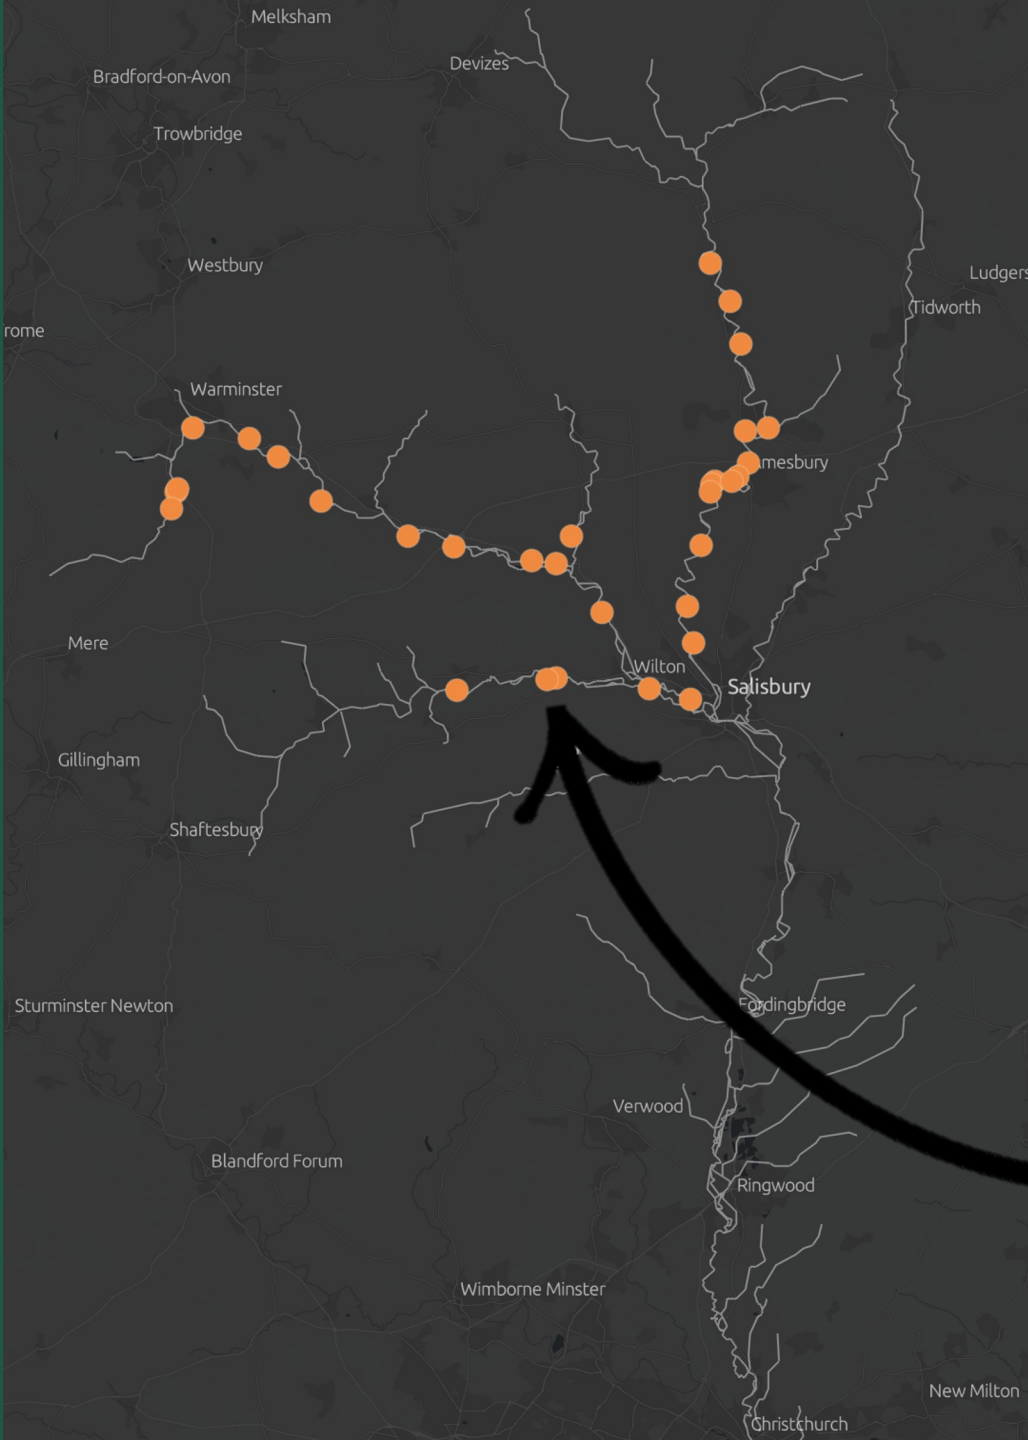 Melksham
Devizes
Bradford-on-Avon
Trowbridge
Westbury
Ludgers
Tidworth
rome
Warminster
mesbury
Mere
Wilton
Salisbury
Gillingham
Shaftesbury
Sturminster Newton
Fordingbridge
Verwood
Blandford Forum
Ringwood
Wimborne Minster
New Milton
Christchurch